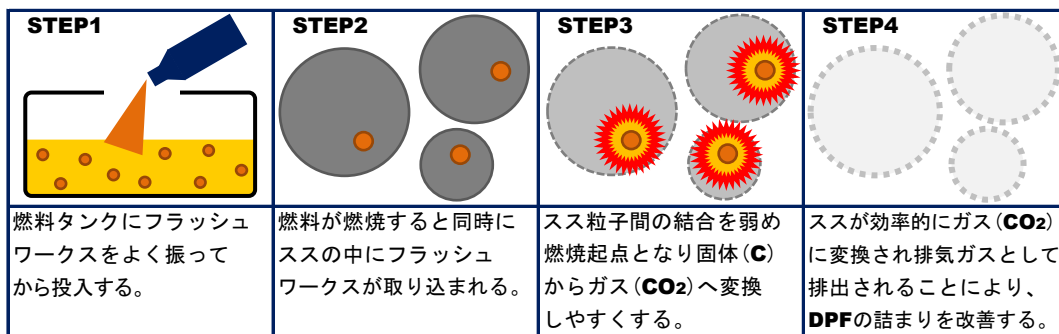 STEP1
燃料タンクにフラッシュ
ワークスをよく振って
から投入する。
STEP2
燃料が燃焼すると同時に
ススの中にフラッシュ
ワークスが取り込まれる。
STEP3
スス粒子間の結合を弱め
燃焼起点となり固体(C)
からガス(CO2)へ変換
しやすくする。
STEP4
ススが効率的にガス(CO2)
に変換され排気ガスとして
排出されることにより、
DPFの詰まりを改善する。